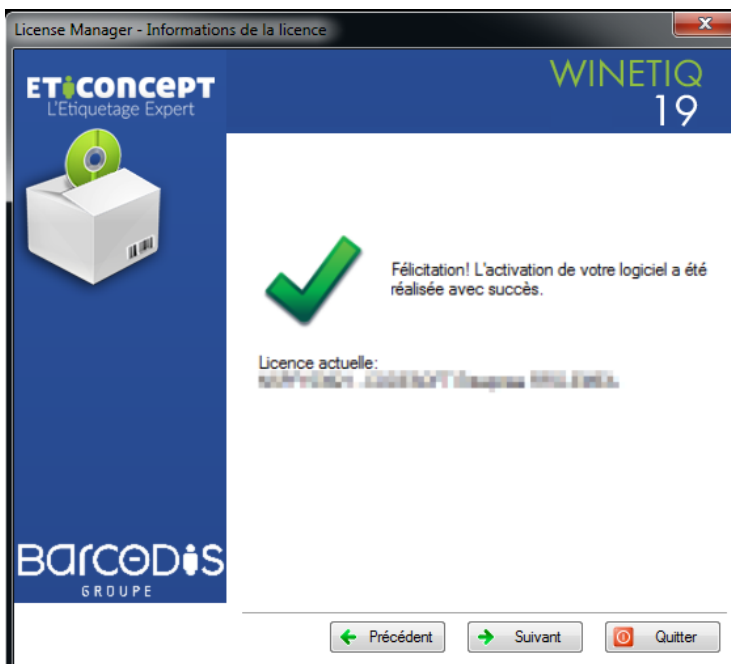 License Manager - Informations de la licence
ETiCONCEPT
L'Etiquetage Expert
WINETIQ
19
Félicitation! L'activation de votre logiciel a été
réalisée avec succès.
Licence actuelle:
BARCODiS
GROUPE
Précédent
Suivant
Quitter